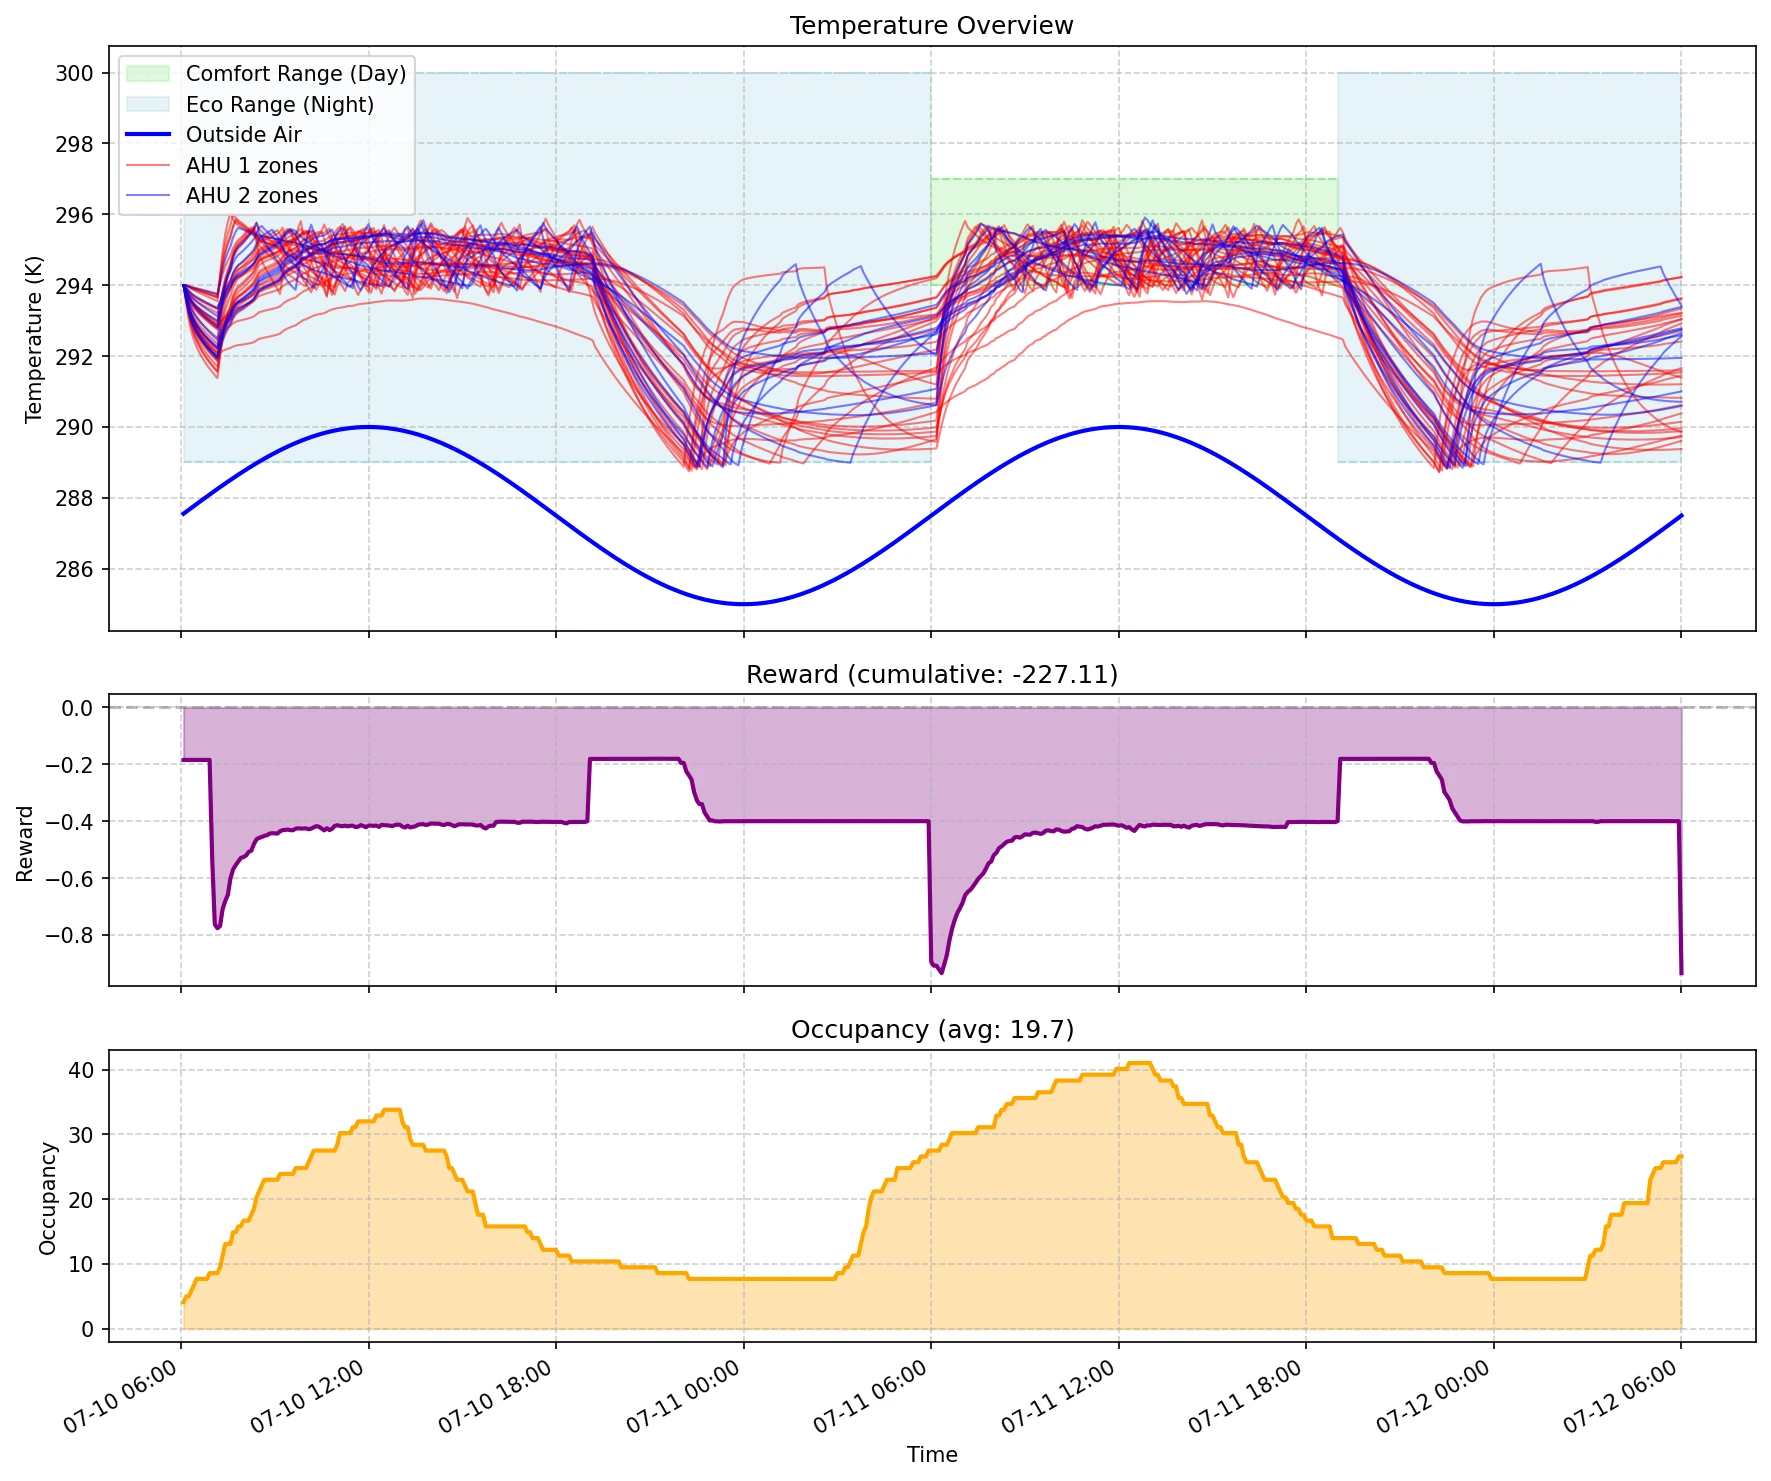 Temperature Overview
Temperature (K)
300
298
296
294
292
290
288
286
Comfort Range (Day)
Eco Range (Night)
Outside Air
AHU 1 zones
AHU 2 zones
Reward (cumulative: -227.11)
Reward
0.0
−0.2
−0.4
−0.6
−0.8
Occupancy (avg: 19.7)
Occupancy
40
30
20
10
0
07-10 06:00
07-10 12:00
07-10 18:00
07-11 00:00
07-11 06:00
07-11 12:00
07-11 18:00
07-12 00:00
07-12 06:00
Time